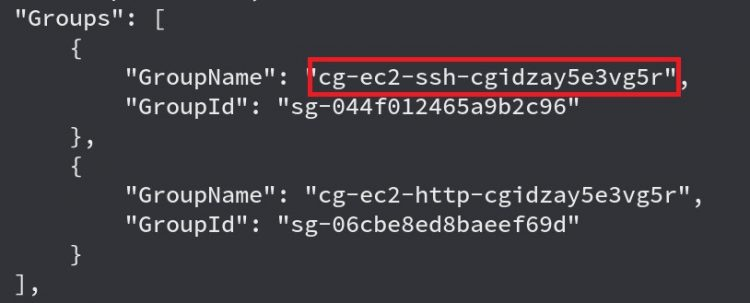 "Groups": [
{
"GroupName": "cg-ec2-ssh-cgidzay5e3vg5r",
"GroupId": "sg-044f012465a9b2c96"
},
{
"GroupName": "cg-ec2-http-cgidzay5e3vg5r",
"GroupId": "sg-06cbe8ed8baeef69d"
}
],